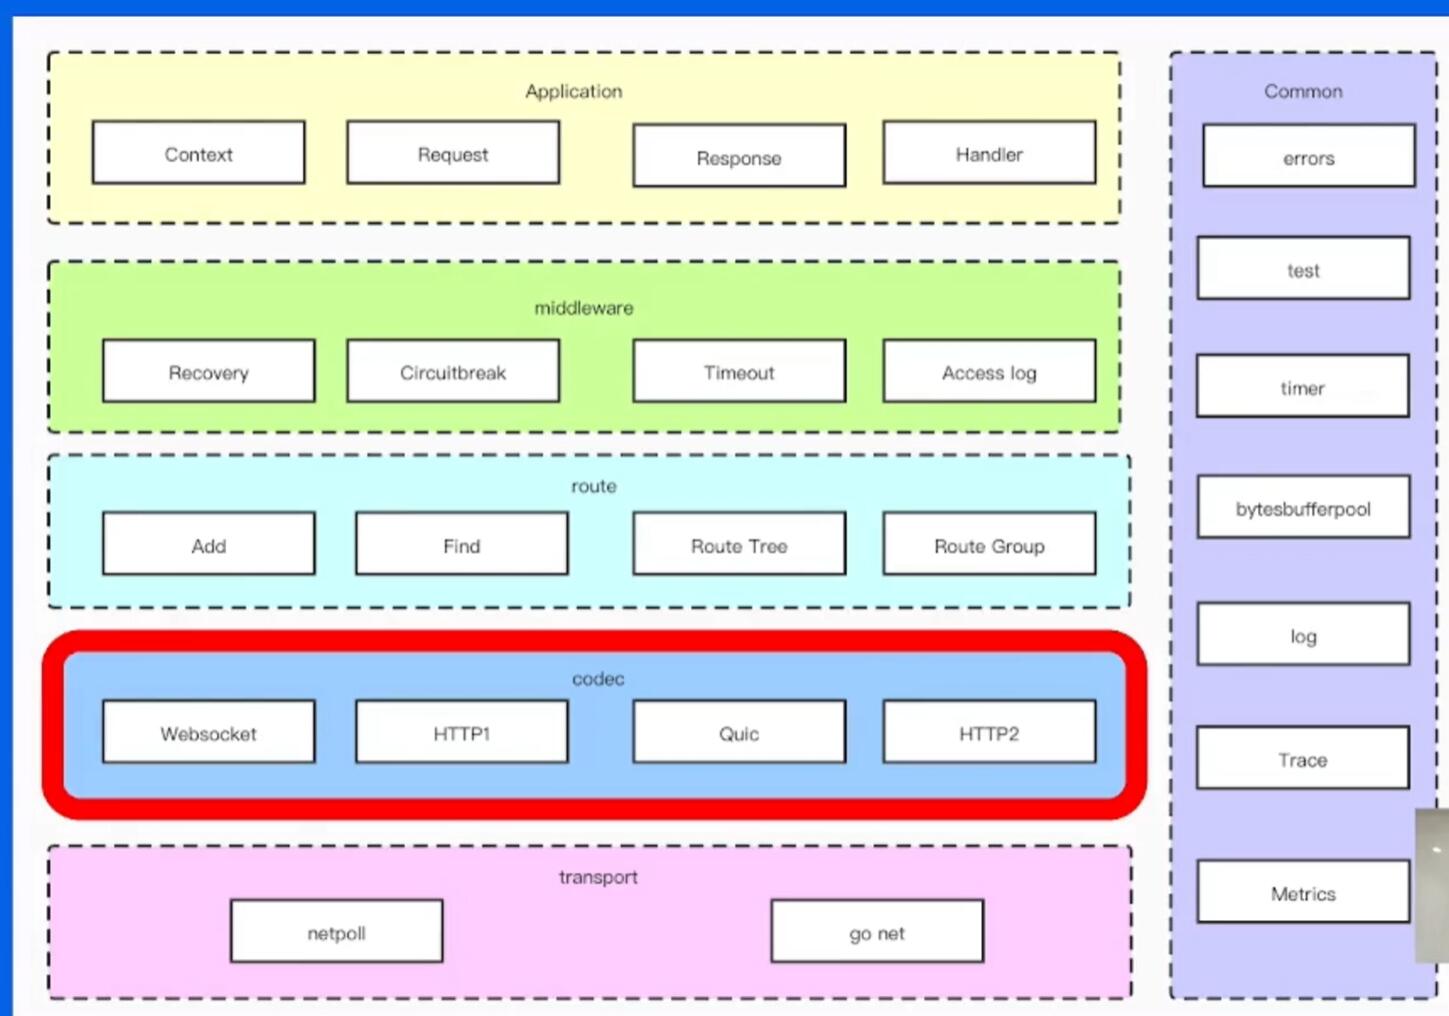 Application
Context
Request
Response
Handler
middleware
Recovery
Circuitbreak
Timeout
Access log
route
Add
Find
Route Tree
Route Group
codec
Websocket
HTTP1
Quic
HTTP2
transport
netpoll
go net
Common
errors
test
timer
bytesbufferpool
log
Trace
Metrics